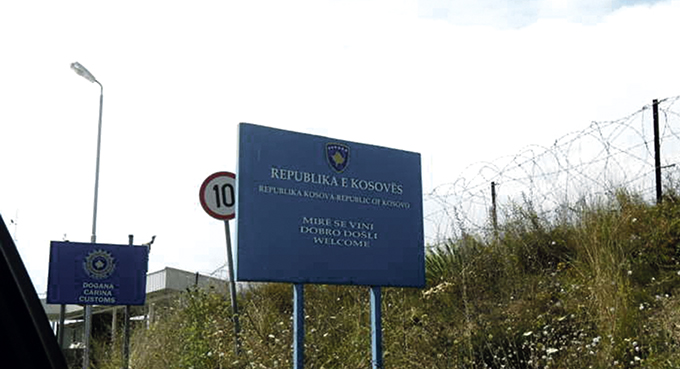 10
REPUBLIKA E KOSOVËS
REPUBLIKA KOSOVA-REPUBLIC OF KOSOVO
MIRË SE VINI
DOBRO DOŠLI
WELCOME
DOGANA
CARINA
CUSTOMS